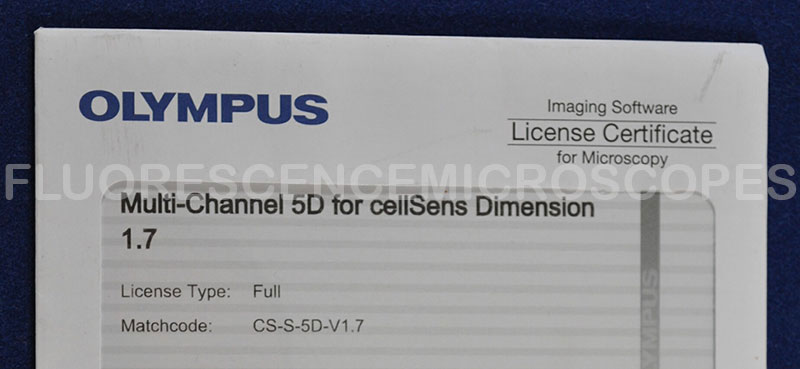 OLYMPUS
Imaging Software
License Certificate
for Microscopy
FLUORESCENCEMICROSCOPES
Multi-Channel 5D for cellSens Dimension
1.7
License Type: Full
Matchcode: CS-S-5D-V1.7
OLYMPUS